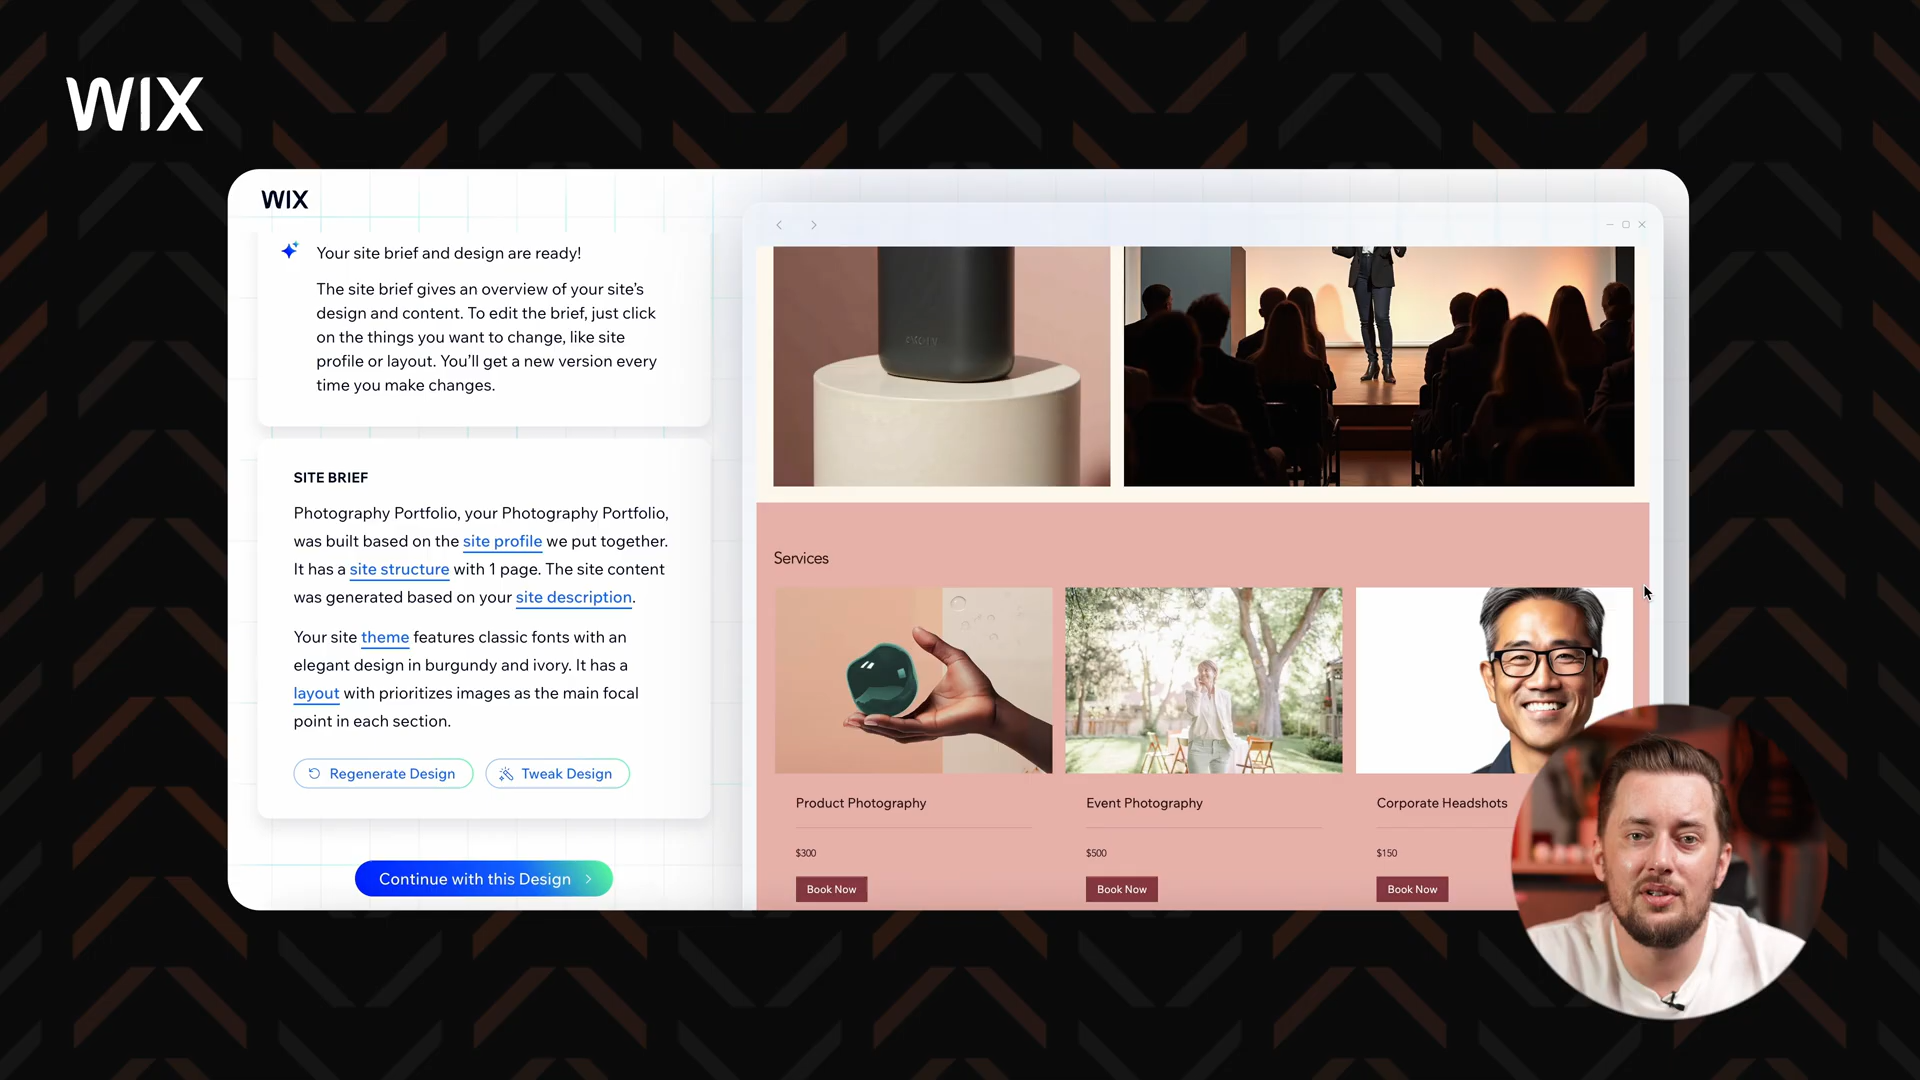 WIX
WIX
Your site brief and design are ready!
The site brief gives an overview of your site’s
design and content. To edit the brief, just click
on the things you want to change, like site
profile or layout. You’ll get a new version every
time you make changes.
SITE BRIEF
Photography Portfolio, your Photography Portfolio,
was built based on the site profile we put together.
It has a site structure with 1 page. The site content
was generated based on your site description.
Your site theme features classic fonts with an
elegant design in burgundy and ivory. It has a
layout with prioritizes images as the main focal
point in each section.
Regenerate Design
Tweak Design
Continue with this Design
Services
Product Photography
$300
Book Now
Event Photography
$500
Book Now
Corporate Headshots
$150
Book Now